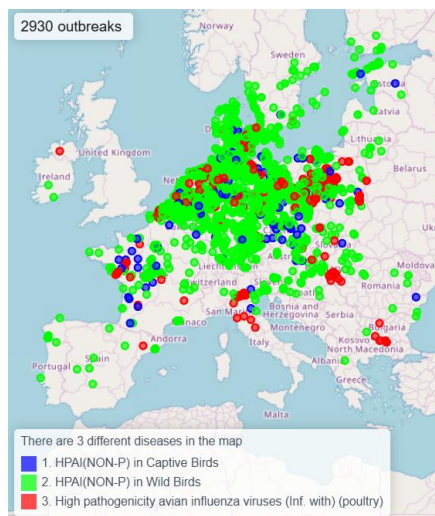 2930 outbreaks
Norway
Sweden
Estonia
Latvia
Lithuania
United Kingdom
Ireland
Belarus
Liechtenstein
Switzerland
Romania
Bosnia and
Herzegovina
Serbia
Montenegro
Bulgaria
Kosovo
North Macedonia
Monaco
San Mar
Andorra
Italy
Albania
Portugal
Spain
Greece
Malta
There are 3 different diseases in the map
1. HPAI(NON-P) in Captive Birds
2. HPAI(NON-P) in Wild Birds
3. High pathogenicity avian influenza viruses (Inf. with) (poultry)